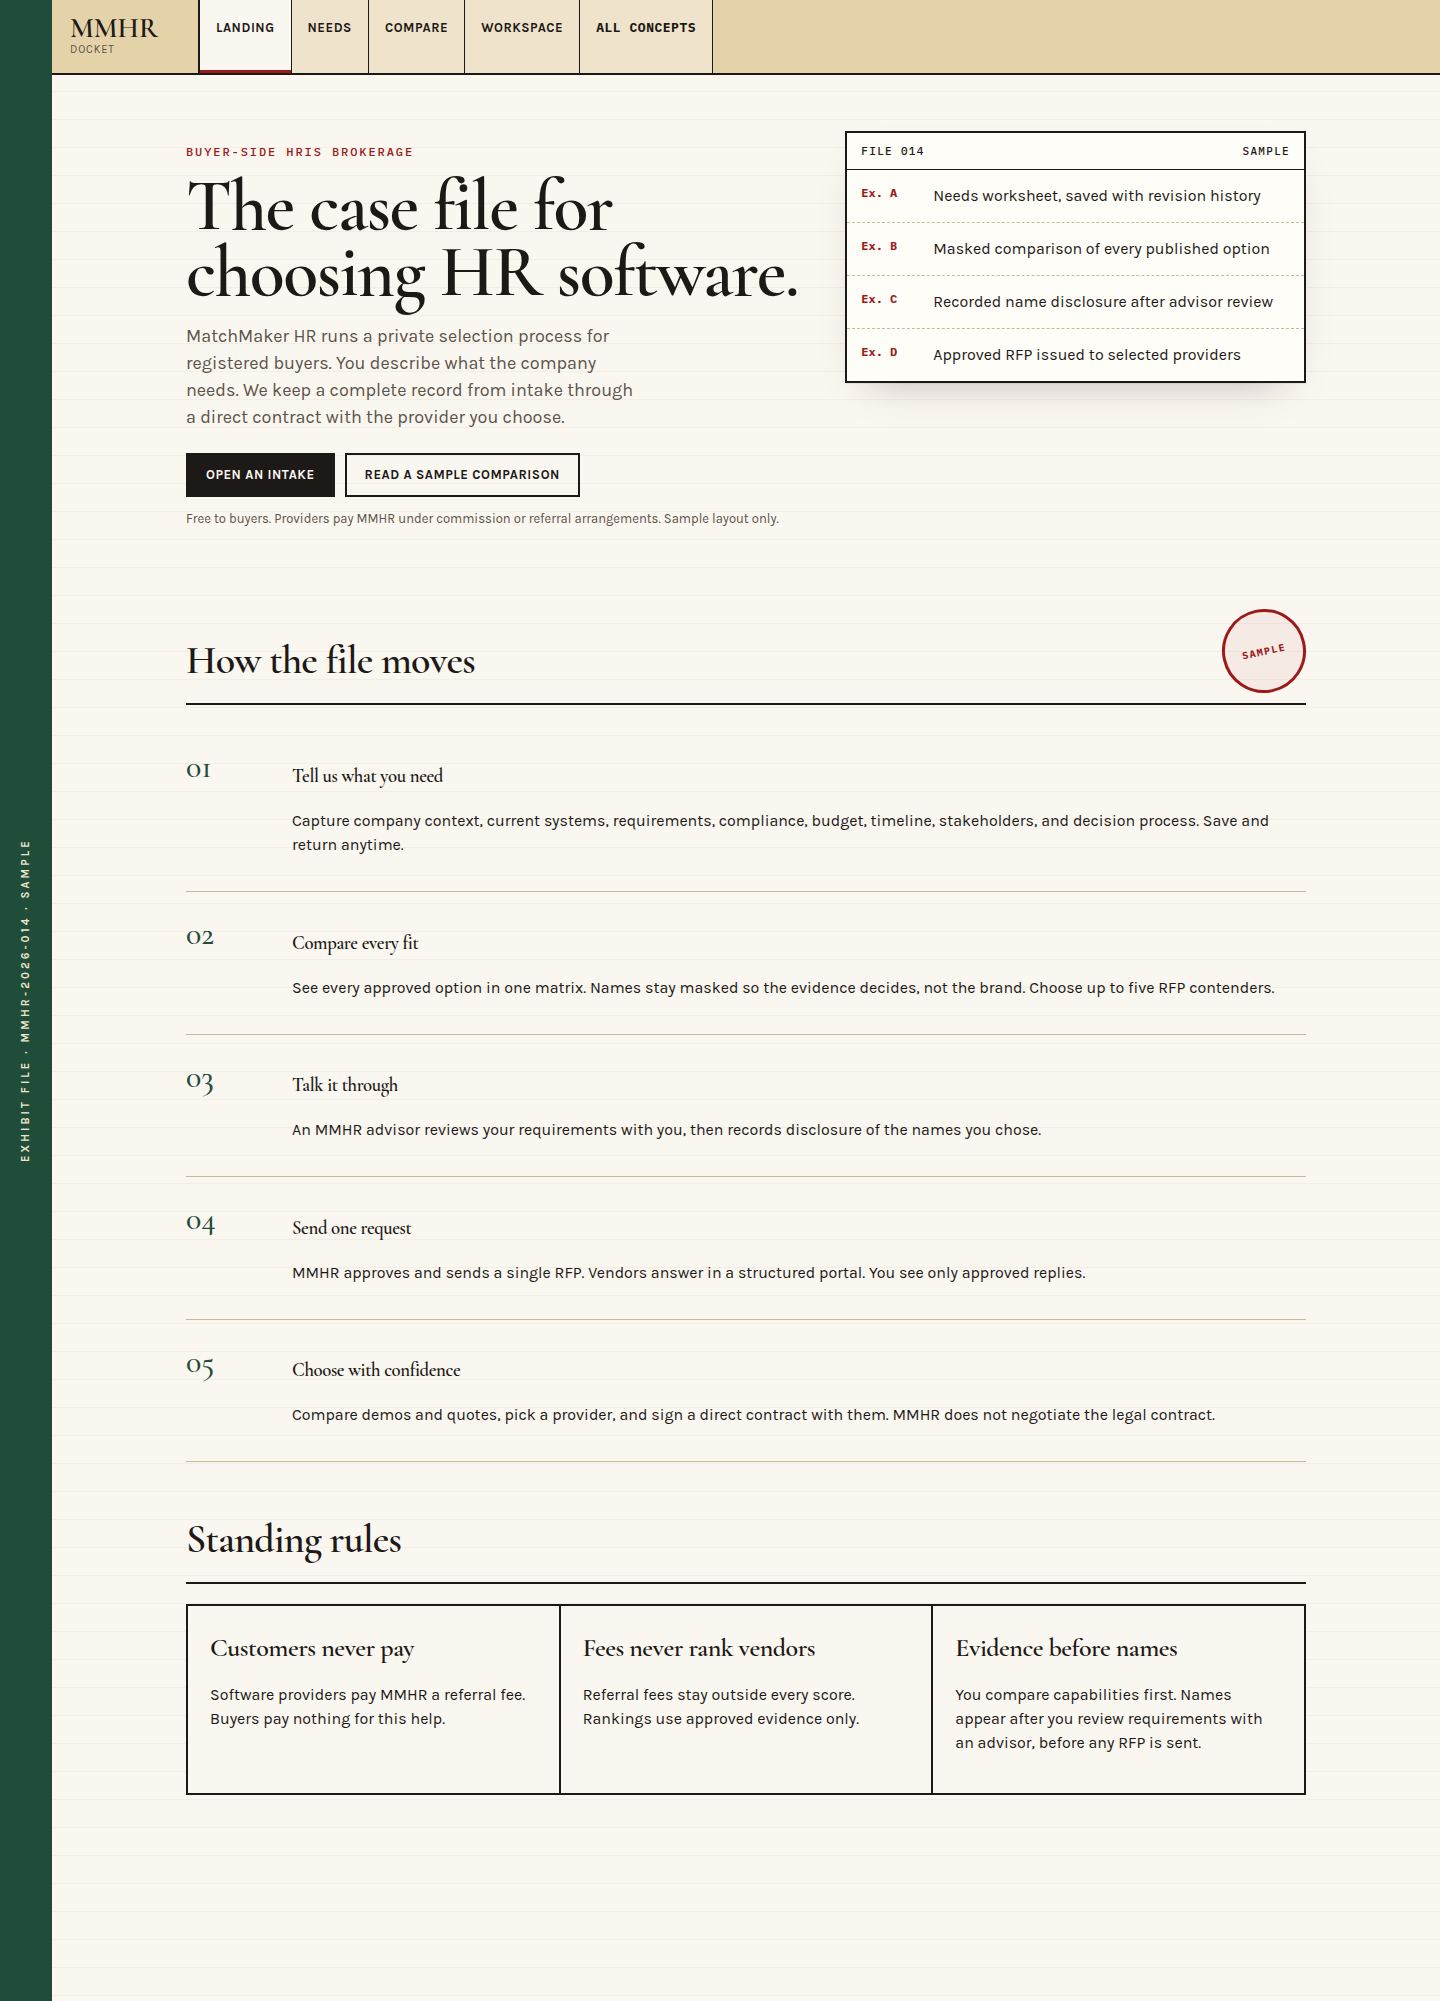 MMHR
DOCKET
LANDING
NEEDS
COMPARE
WORKSPACE
ALL CONCEPTS
EXHIBIT FILE · MMHR-2026-014 · SAMPLE
BUYER-SIDE HRIS BROKERAGE
The case file for
choosing HR software.
MatchMaker HR runs a private selection process for
registered buyers. You describe what the company
needs. We keep a complete record from intake through
a direct contract with the provider you choose.
OPEN AN INTAKE
READ A SAMPLE COMPARISON
Free to buyers. Providers pay MMHR under commission or referral arrangements. Sample layout only.
FILE 014 SAMPLE
Ex. A Needs worksheet, saved with revision history
Ex. B Masked comparison of every published option
Ex. C Recorded name disclosure after advisor review
Ex. D Approved RFP issued to selected providers
How the file moves
SAMPLE
01 Tell us what you need
Capture company context, current systems, requirements, compliance, budget, timeline, stakeholders, and decision process. Save and
return anytime.
02 Compare every fit
See every approved option in one matrix. Names stay masked so the evidence decides, not the brand. Choose up to five RFP contenders.
03 Talk it through
An MMHR advisor reviews your requirements with you, then records disclosure of the names you chose.
04 Send one request
MMHR approves and sends a single RFP. Vendors answer in a structured portal. You see only approved replies.
05 Choose with confidence
Compare demos and quotes, pick a provider, and sign a direct contract with them. MMHR does not negotiate the legal contract.
Standing rules
Customers never pay
Software providers pay MMHR a referral fee.
Buyers pay nothing for this help.
Fees never rank vendors
Referral fees stay outside every score.
Rankings use approved evidence only.
Evidence before names
You compare capabilities first. Names
appear after you review requirements with
an advisor, before any RFP is sent.